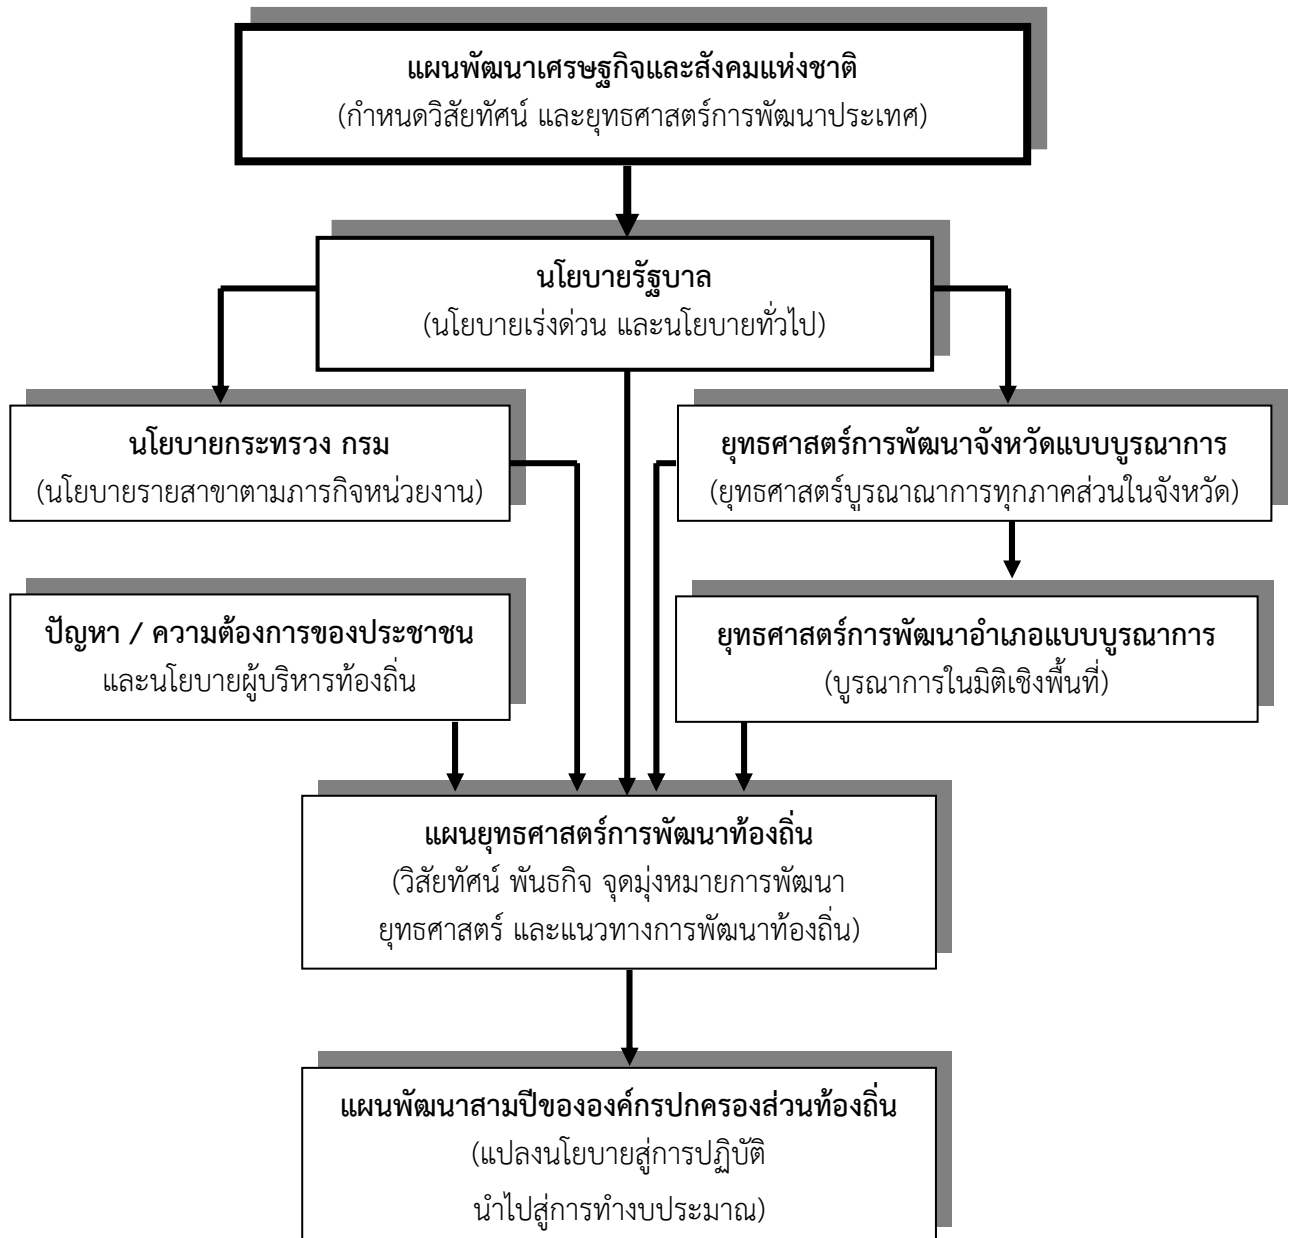 แผนพัฒนาเศรษฐกิจและสังคมแห่งชาติ
(กำหนดวิสัยทัศน์ และยุทธศาสตร์การพัฒนาประเทศ)
นโยบายรัฐบาล
(นโยบายเร่งด่วน และนโยบายทั่วไป)
นโยบายกระทรวง กรม
(นโยบายรายสาขาตามภารกิจหน่วยงาน)
ยุทธศาสตร์การพัฒนาจังหวัดแบบบูรณาการ
(ยุทธศาสตร์บูรณาณาการทุกภาคส่วนในจังหวัด)
ปัญหา / ความต้องการของประชาชน
และนโยบายผู้บริหารท้องถิ่น
ยุทธศาสตร์การพัฒนาอำเภอแบบบูรณาการ
(บูรณาการในมิติเชิงพื้นที่)
แผนยุทธศาสตร์การพัฒนาท้องถิ่น
(วิสัยทัศน์ พันธกิจ จุดมุ่งหมายการพัฒนา
ยุทธศาสตร์ และแนวทางการพัฒนาท้องถิ่น)
แผนพัฒนาสามปีขององค์กรปกครองส่วนท้องถิ่น
(แปลงนโยบายสู่การปฏิบัติ
นำไปสู่การทำงบประมาณ)